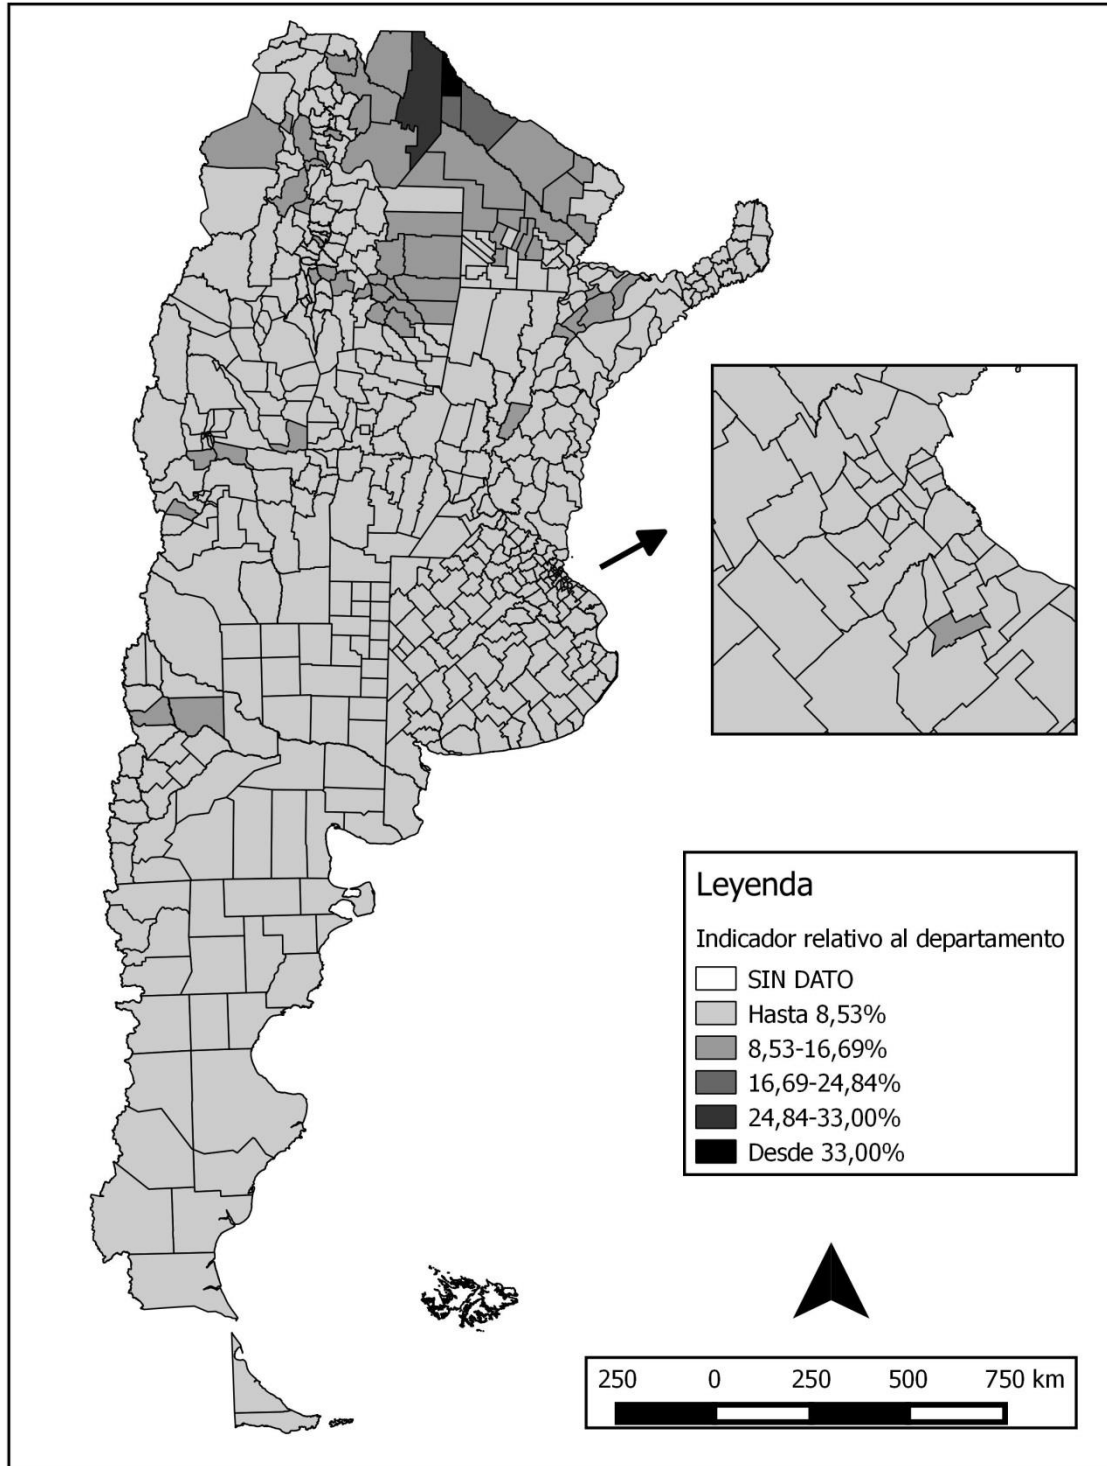 Leyenda
Indicador relativo al departamento
SIN DATO
Hasta 8,53%
8,53-16,69%
16,69-24,84%
24,84-33,00%
Desde 33,00%
250 0 250 500 750 km